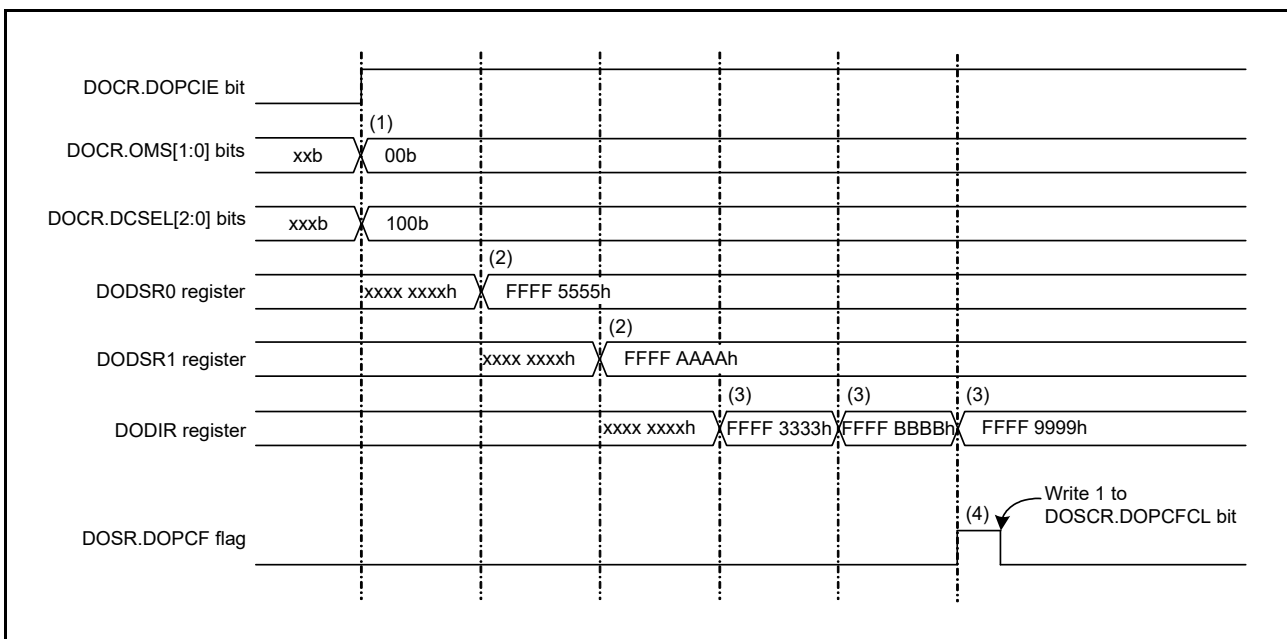 DOCR.DOPCIE bit
(1)
DOCR.OMS[1:0] bits
xxb
00b
DOCR.DCSEL[2:0] bits
xxxb
100b
(2)
DODSR0 register
xxxx xxxxh
FFFF 5555h
(2)
DODSR1 register
xxxx xxxxh
FFFF AAAAh
(3)
(3)
(3)
DODIR register
xxxx xxxxh
FFFF 3333h
FFFF BBBBh
FFFF 9999h
Write 1 to
DOSCR.DOPCFCL bit
(4)
DOSR.DOPCF flag